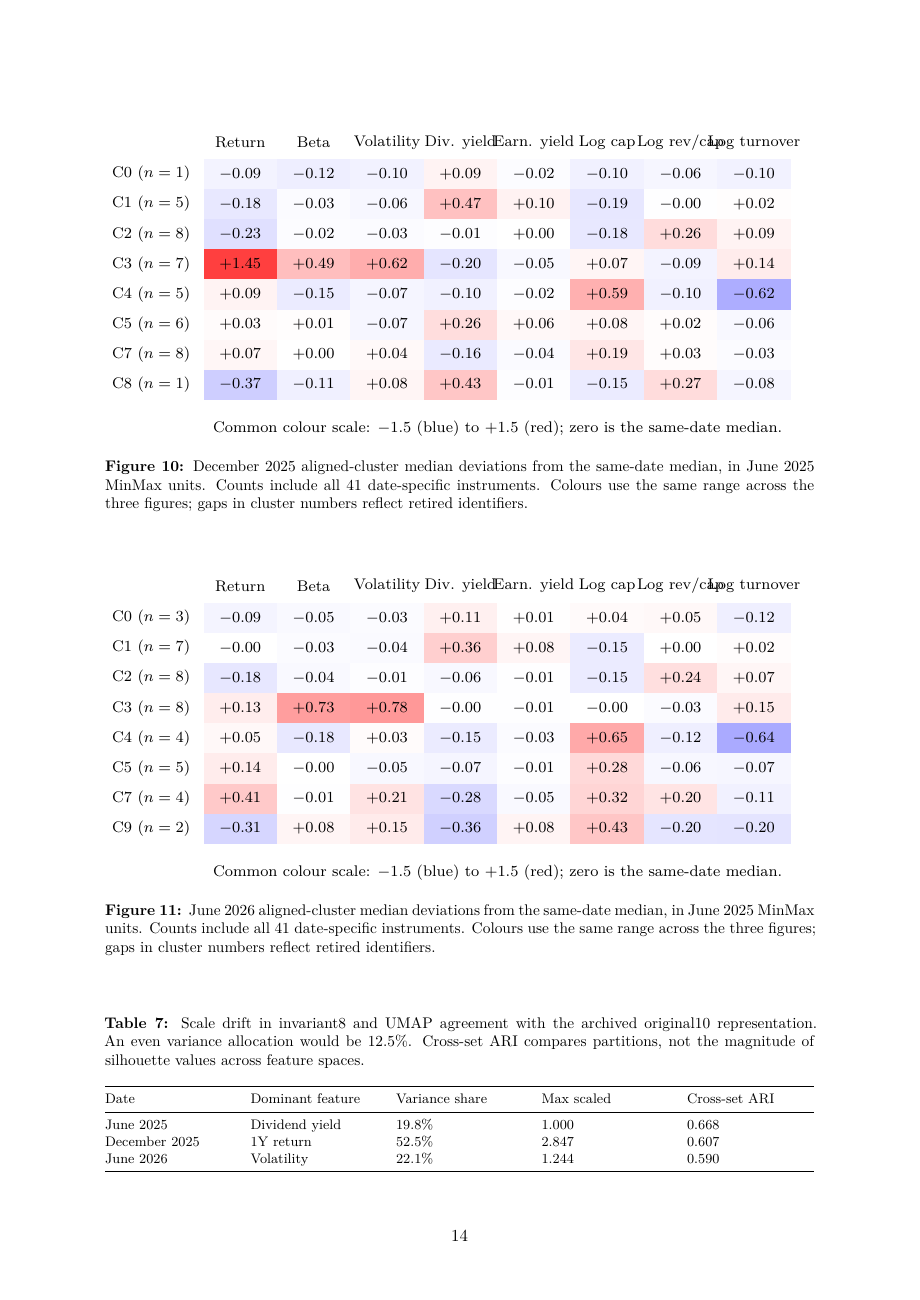 Return Beta Volatility Div. yield Earn. yield Log cap Log rev/cap Log turnover
C0 (n = 1) −0.09 −0.12 −0.10 +0.09 −0.02 −0.10 −0.06 −0.10
C1 (n = 5) −0.18 −0.03 −0.06 +0.47 +0.10 −0.19 −0.00 +0.02
C2 (n = 8) −0.23 −0.02 −0.03 −0.01 +0.00 −0.18 +0.26 +0.09
C3 (n = 7) +1.45 +0.49 +0.62 −0.20 −0.05 +0.07 −0.09 +0.14
C4 (n = 5) +0.09 −0.15 −0.07 −0.10 −0.02 +0.59 −0.10 −0.62
C5 (n = 6) +0.03 +0.01 −0.07 +0.26 +0.06 +0.08 +0.02 −0.06
C7 (n = 8) +0.07 +0.00 +0.04 −0.16 −0.04 +0.19 +0.03 −0.03
C8 (n = 1) −0.37 −0.11 +0.08 +0.43 −0.01 −0.15 +0.27 −0.08
Common colour scale: −1.5 (blue) to +1.5 (red); zero is the same-date median.
Figure 10: December 2025 aligned-cluster median deviations from the same-date median, in June 2025
MinMax units. Counts include all 41 date-specific instruments. Colours use the same range across the
three figures; gaps in cluster numbers reflect retired identifiers.
Return Beta Volatility Div. yield Earn. yield Log cap Log rev/cap Log turnover
C0 (n = 3) −0.09 −0.05 −0.03 +0.11 +0.01 +0.04 +0.05 −0.12
C1 (n = 7) −0.00 −0.03 −0.04 +0.36 +0.08 −0.15 +0.00 +0.02
C2 (n = 8) −0.18 −0.04 −0.01 −0.06 −0.01 −0.15 +0.24 +0.07
C3 (n = 8) +0.13 +0.73 +0.78 −0.00 −0.01 −0.00 −0.03 +0.15
C4 (n = 4) +0.05 −0.18 +0.03 −0.15 −0.03 +0.65 −0.12 −0.64
C5 (n = 5) +0.14 −0.00 −0.05 −0.07 −0.01 +0.28 −0.06 −0.07
C7 (n = 4) +0.41 −0.01 +0.21 −0.28 −0.05 +0.32 +0.20 −0.11
C9 (n = 2) −0.31 +0.08 +0.15 −0.36 +0.08 +0.43 −0.20 −0.20
Common colour scale: −1.5 (blue) to +1.5 (red); zero is the same-date median.
Figure 11: June 2026 aligned-cluster median deviations from the same-date median, in June 2025 MinMax
units. Counts include all 41 date-specific instruments. Colours use the same range across the three figures;
gaps in cluster numbers reflect retired identifiers.
Table 7: Scale drift in invariant8 and UMAP agreement with the archived original10 representation.
An even variance allocation would be 12.5%. Cross-set ARI compares partitions, not the magnitude of
silhouette values across feature spaces.
Date Dominant feature Variance share Max scaled Cross-set ARI
June 2025 Dividend yield 19.8% 1.000 0.668
December 2025 1Y return 52.5% 2.847 0.607
June 2026 Volatility 22.1% 1.244 0.590
14